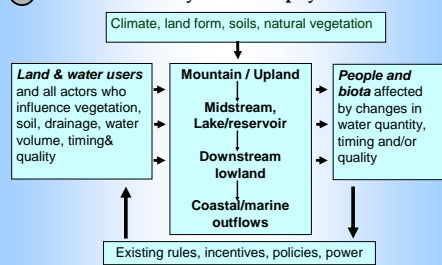 Climate, land form, soils, natural vegetation
Land & water users
and all actors who
influence vegetation,
soil, drainage, water
volume, timing&
quality
Mountain / Upland
Midstream,
Lake/reservoir
Downstream
lowland
Coastal/marine
outflows
People and
biota affected
by changes in
water quantity,
timing and/or
quality
Existing rules, incentives, policies, power